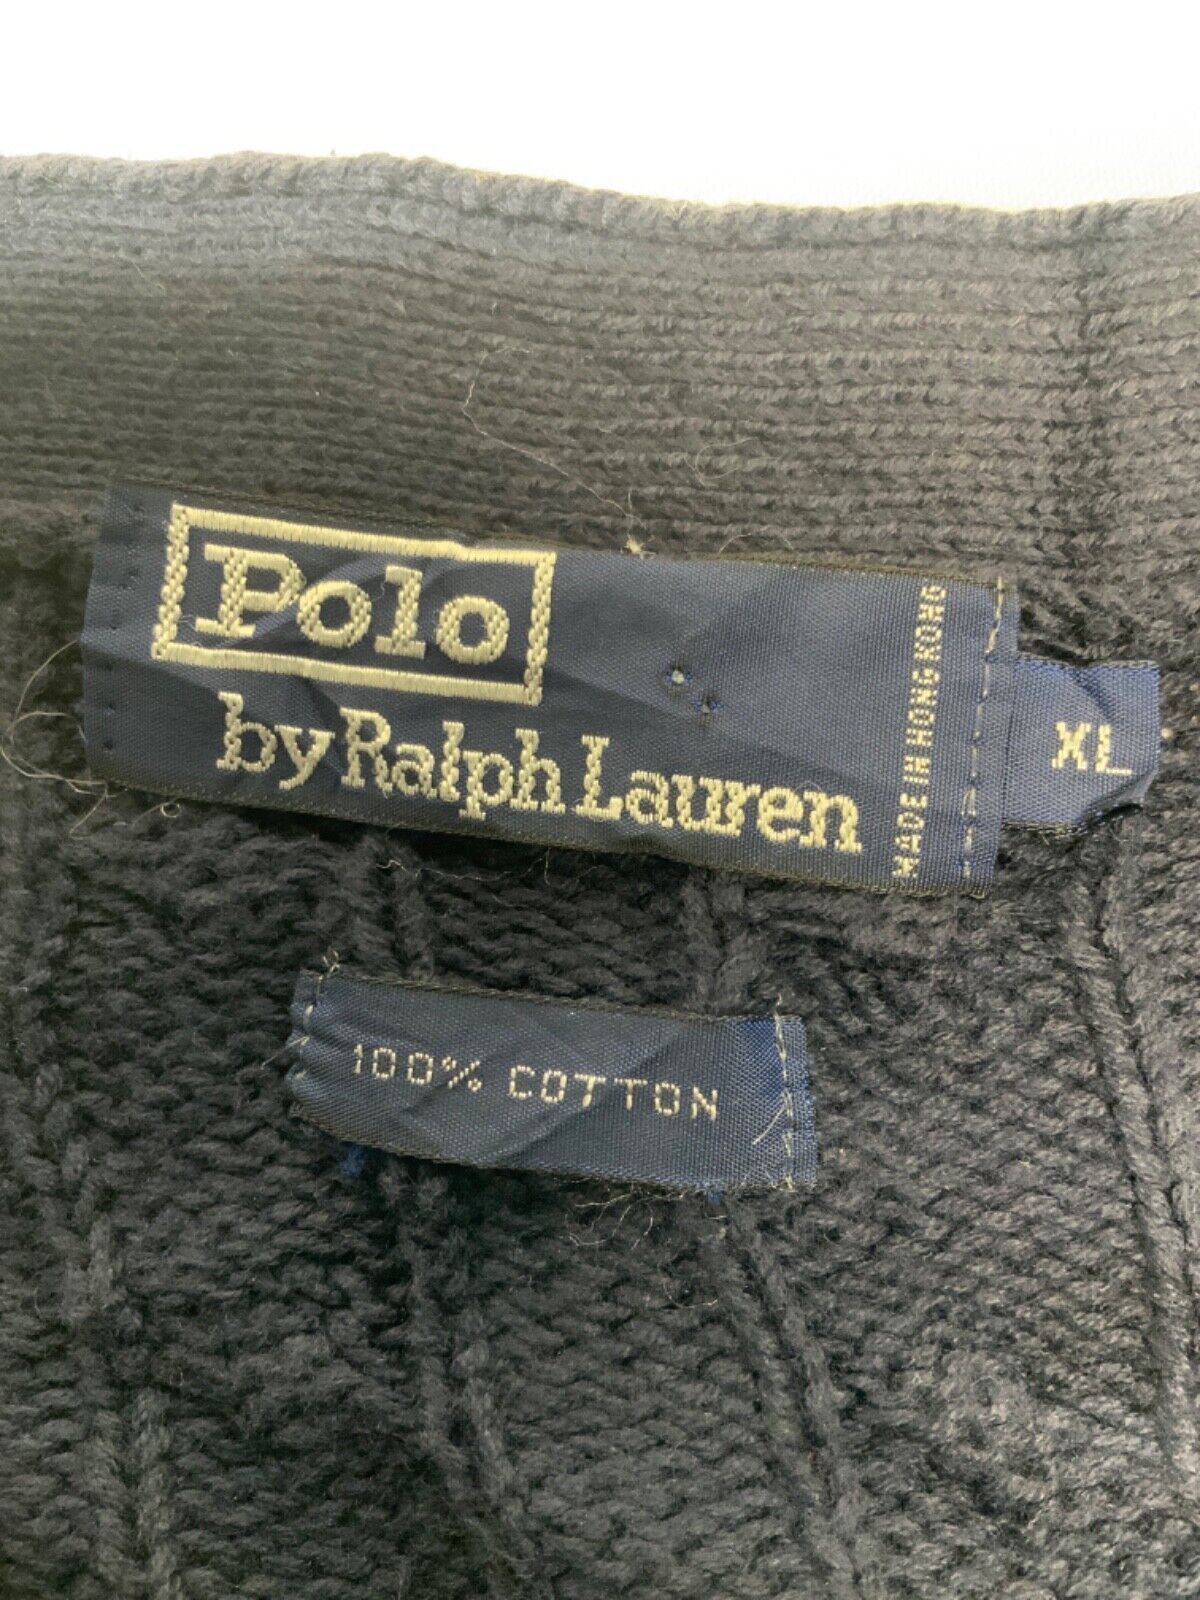 Polo
by Ralph Lauren
MADE IN HONG KONG
XL
100% COTTON